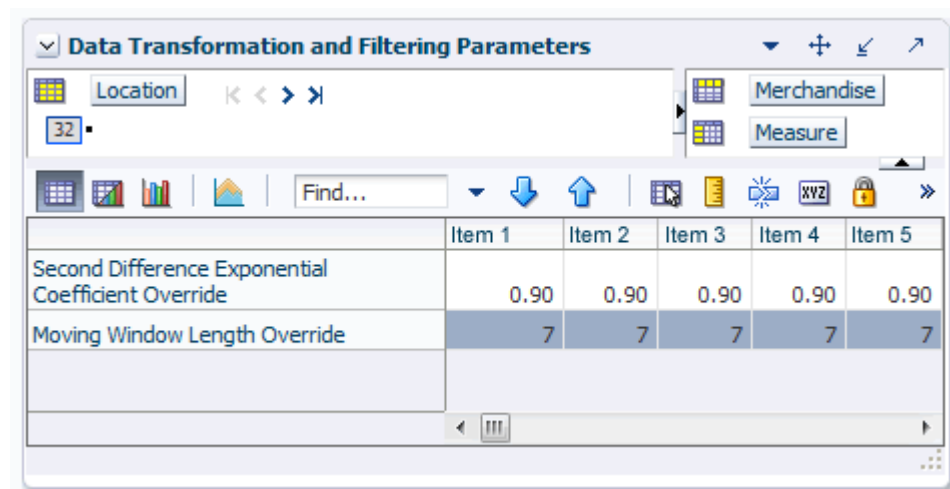 Data Transformation and Filtering Parameters
Location
Merchandise
32
Measure
Find...
XYZ
Item 1 Item 2 Item 3 Item 4 Item 5
Second Difference Exponential
Coefficient Override 0.90 0.90 0.90 0.90 0.90
Moving Window Length Override 7 7 7 7 7